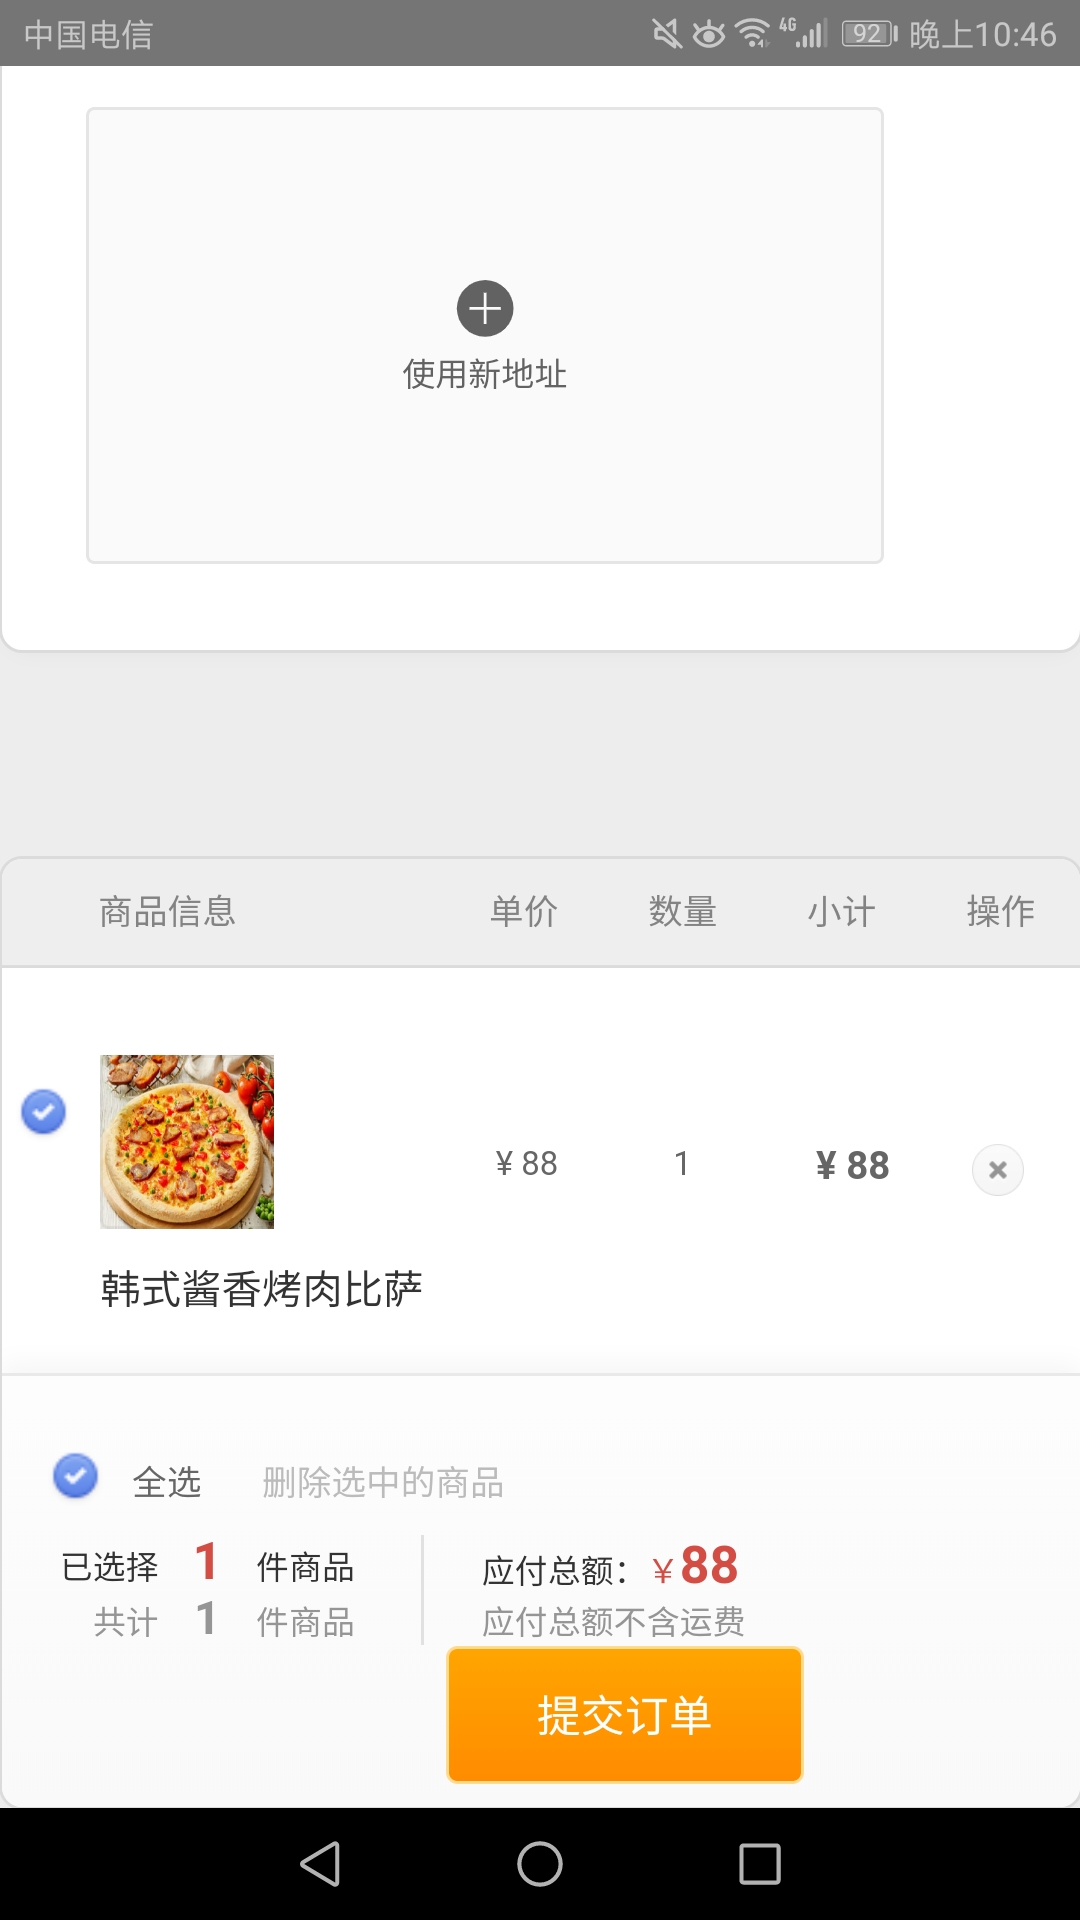 中国电信 4G 92 晚上10:46
使用新地址
商品信息 单价 数量 小计 操作
¥ 88 1 ¥ 88
韩式酱香烤肉比萨
全选 删除选中的商品
已选择 1 件商品 应付总额：¥88
共计 1 件商品 应付总额不含运费
提交订单